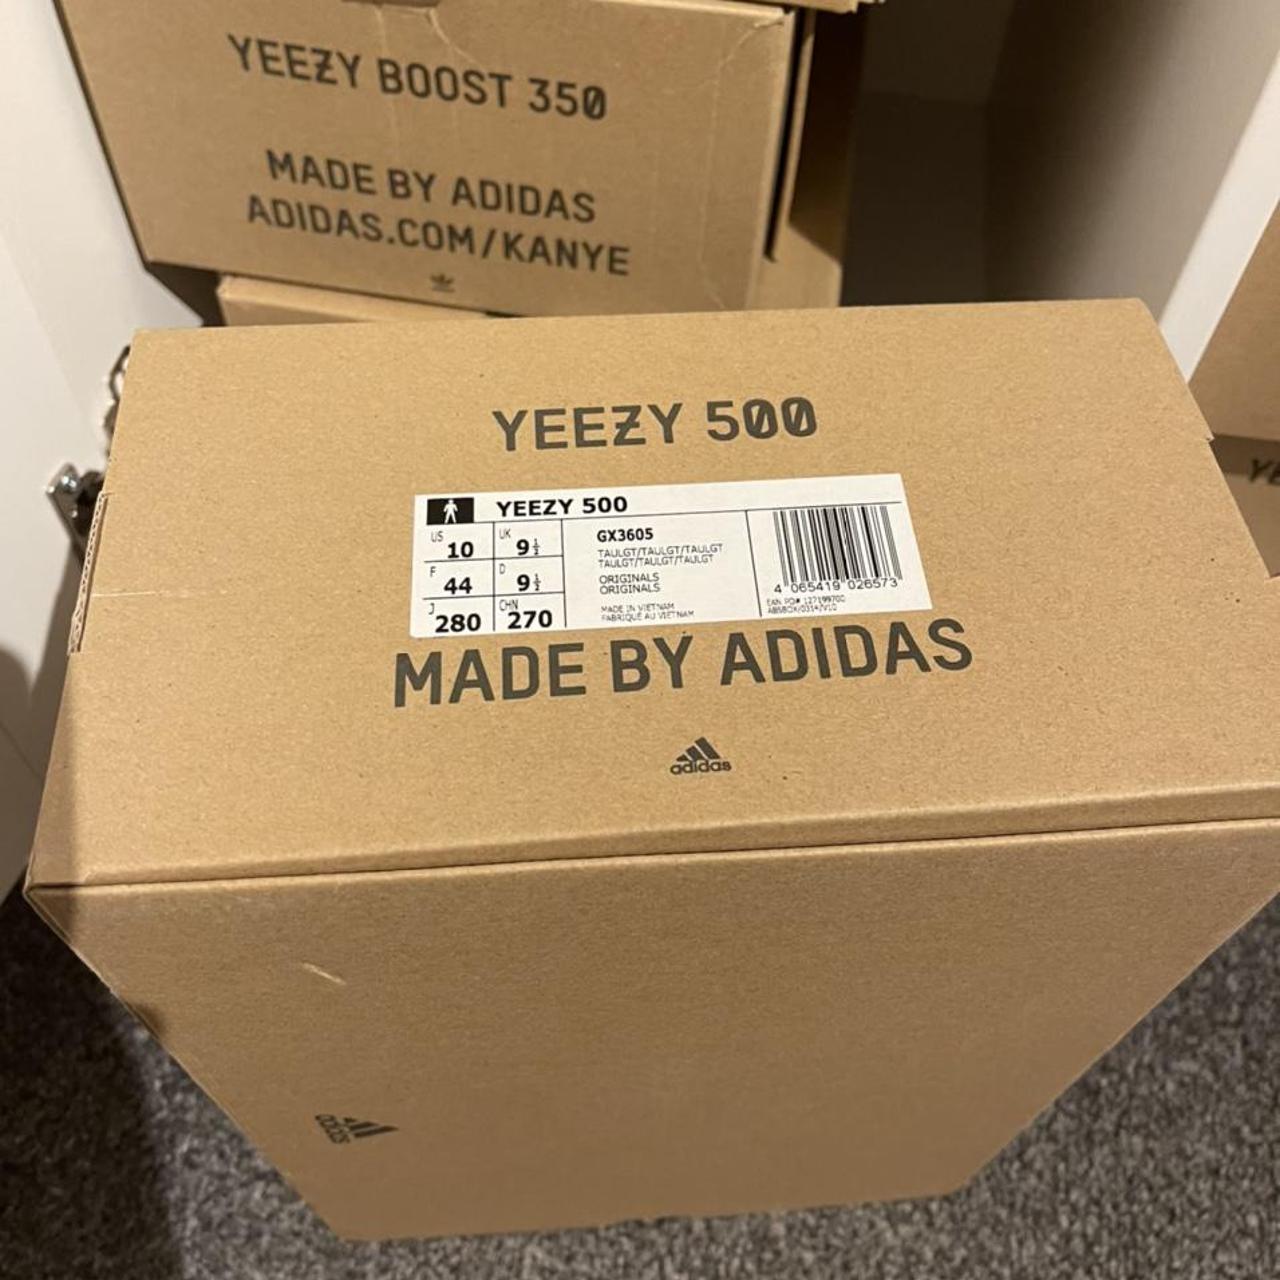 YEEZY BOOST 350
MADE BY ADIDAS
ADIDAS.COM/KANYE
YEEZY 500
YEEZY 500
US 10 UK 9½
F 44 D 9½
J 280 CHN 270
GX3605
TAULGT/TAULGT/TAULGT
TAULGT/TAULGT/TAULGT
ORIGINALS
ORIGINALS
MADE IN VIETNAM
FABRIQUÉ AU VIETNAM
4 065419 026573
MADE BY ADIDAS
adidas
adidas
YE